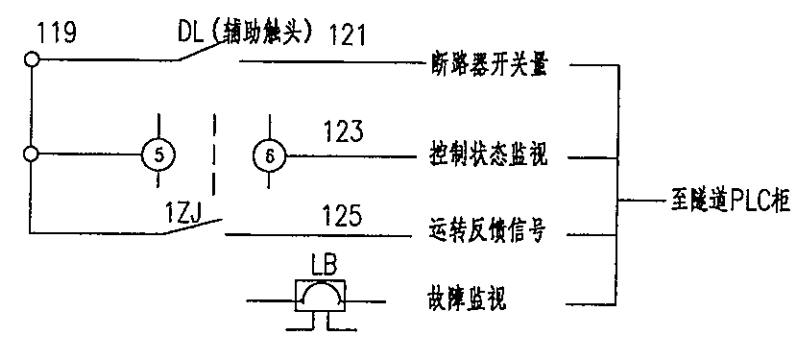 119 DL(辅助触头) 121 断路器开关量
5 6 123 控制状态监视
至隧道PLC柜
1ZJ 125 运转反馈信号
LB 故障监视